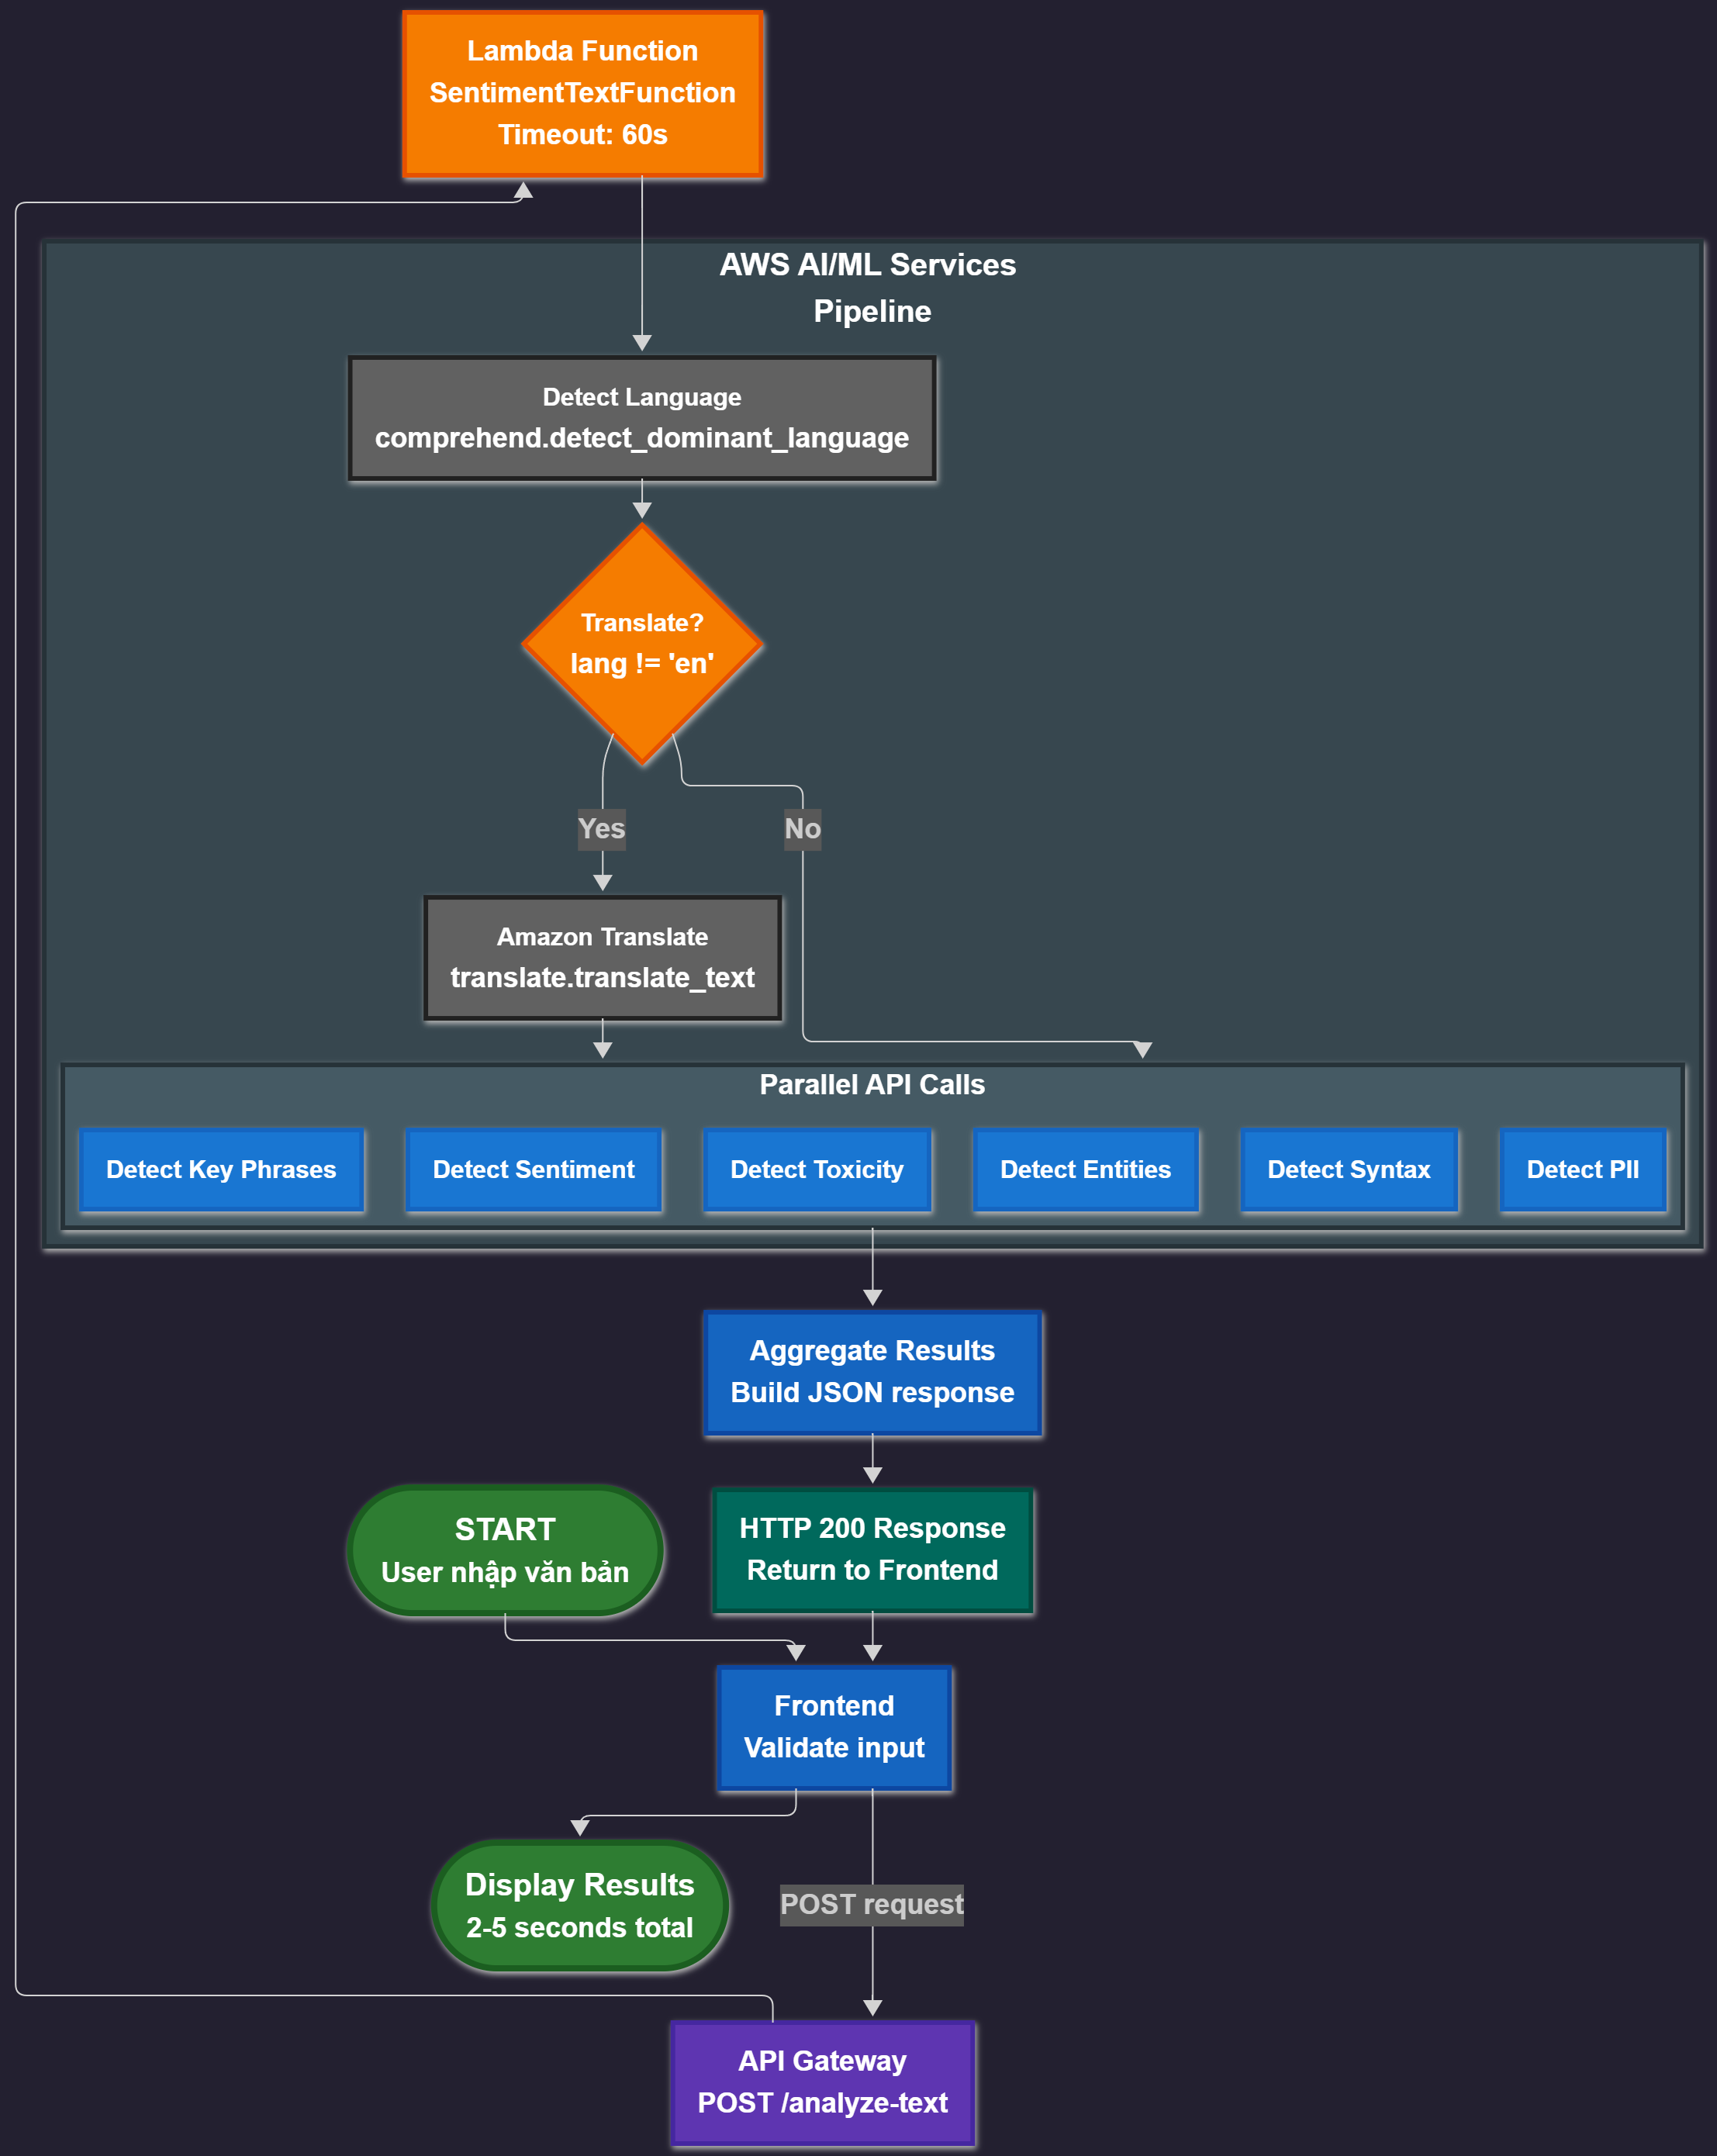 Lambda Function
SentimentTextFunction
Timeout: 60s
AWS AI/ML Services
Pipeline
Detect Language
comprehend.detect_dominant_language
Translate?
lang != 'en'
Yes
No
Amazon Translate
translate.translate_text
Parallel API Calls
Detect Key Phrases
Detect Sentiment
Detect Toxicity
Detect Entities
Detect Syntax
Detect PII
Aggregate Results
Build JSON response
START
User nhập văn bản
HTTP 200 Response
Return to Frontend
Frontend
Validate input
Display Results
2-5 seconds total
POST request
API Gateway
POST /analyze-text